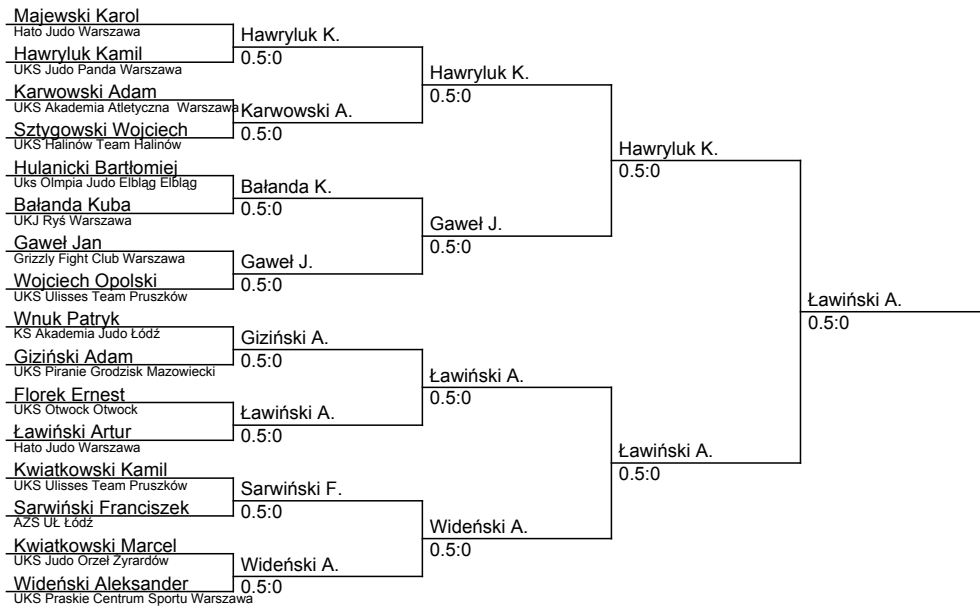 Majewski Karol
Hato Judo Warszawa
Hawryluk Kamil
UKS Judo Panda Warszawa
Karwowski Adam
UKS Akademia Atletyczna  Warszawa
Sztygowski Wojciech
UKS Halinów Team Halinów
Hulanicki Bartłomiej
Uks Olmpia Judo Elbląg Elbląg
Bałanda Kuba
UKJ Ryś Warszawa
Gaweł Jan
Grizzly Fight Club Warszawa
Wojciech Opolski
UKS Ulisses Team Pruszków
Wnuk Patryk
KS Akademia Judo Łódź
Giziński Adam
UKS Piranie Grodzisk Mazowiecki
Florek Ernest
UKS Otwock Otwock
Ławiński Artur
Hato Judo Warszawa
Kwiatkowski Kamil
UKS Ulisses Team Pruszków
Sarwiński Franciszek
AZS UŁ Łódź
Kwiatkowski Marcel
UKS Judo Orzeł Żyrardów
Wideński Aleksander
UKS Praskie Centrum Sportu Warszawa
Hawryluk K.
0.5:0
Karwowski A.
0.5:0
Bałanda K.
0.5:0
Gaweł J.
0.5:0
Giziński A.
0.5:0
Ławiński A.
0.5:0
Sarwiński F.
0.5:0
Wideński A.
0.5:0
Hawryluk K.
0.5:0
Gaweł J.
0.5:0
Ławiński A.
0.5:0
Wideński A.
0.5:0
Hawryluk K.
0.5:0
Ławiński A.
0.5:0
Ławiński A.
0.5:0